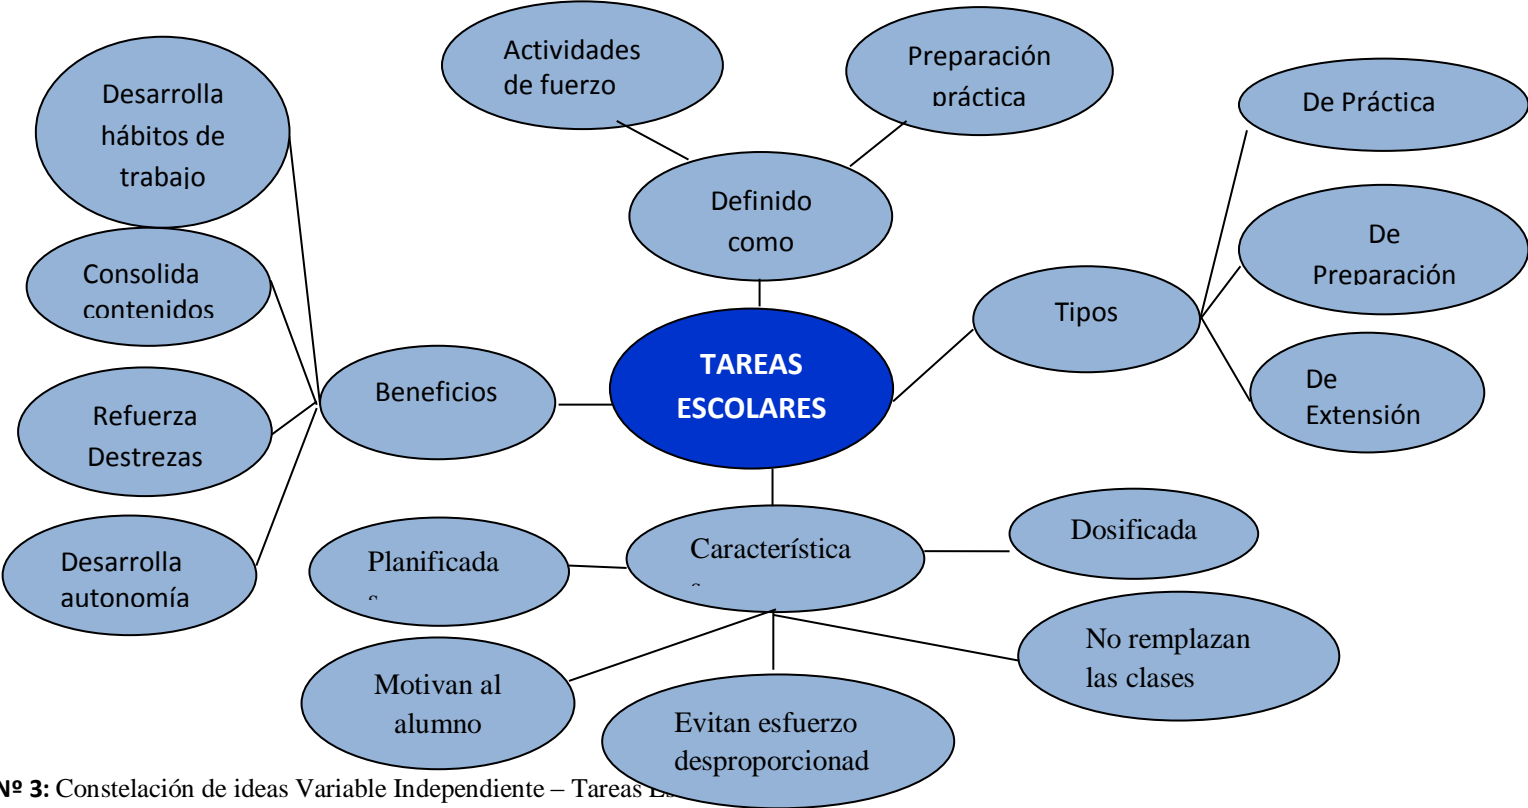 Actividades
de fuerzo
Preparación
práctica
Desarrolla
hábitos de
trabajo
De Práctica
Definido
como
Consolida
contenidos
De
Preparación
Tipos
TAREAS
ESCOLARES
Beneficios
De
Extensión
Refuerza
Destrezas
Desarrolla
autonomía
Planificada
s
Característica
s
Dosificada
Motivan al
alumno
Evitan esfuerzo
desproporcionad
No remplazan
las clases
Nº 3: Constelación de ideas Variable Independiente – Tareas